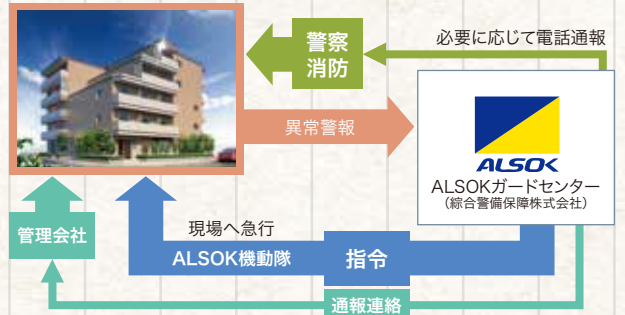 警察
消防
必要に応じて電話通報
異常警報
ALSOK
ALSOKガードセンター
（綜合警備保障株式会社）
管理会社
現場へ急行
ALSOK機動隊
指令
通報連絡